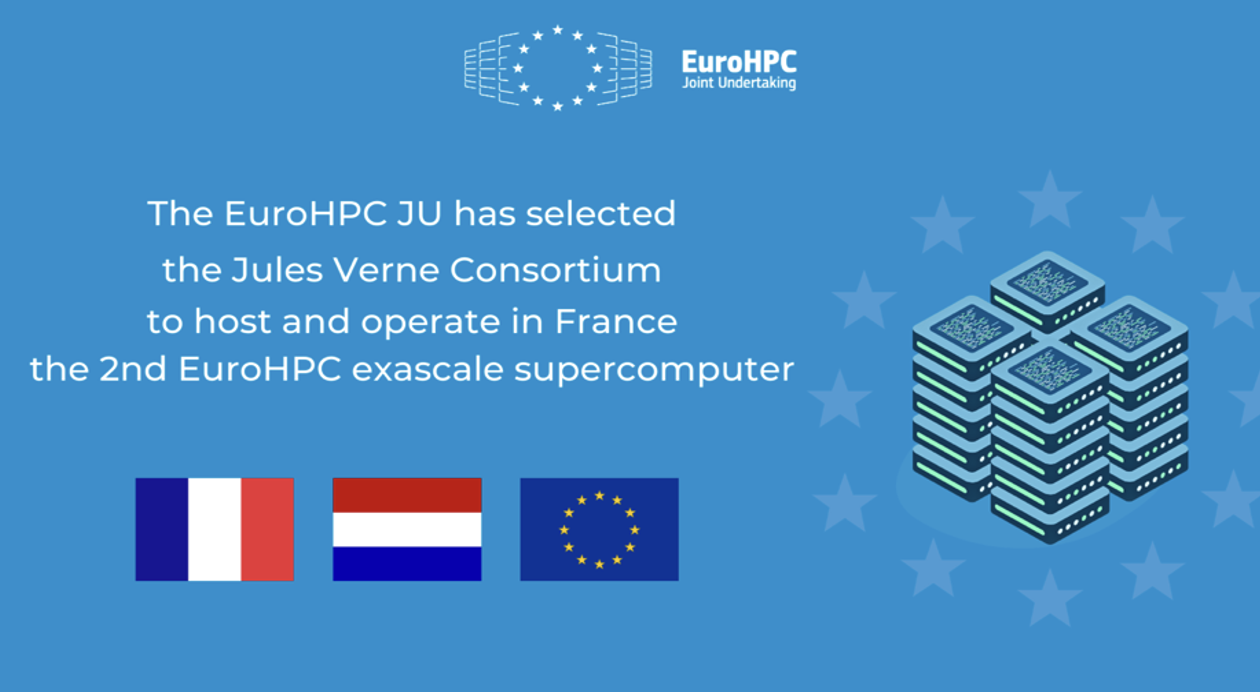 EuroHPC
Joint Undertaking
The EuroHPC JU has selected
the Jules Verne Consortium
to host and operate in France
the 2nd EuroHPC exascale supercomputer